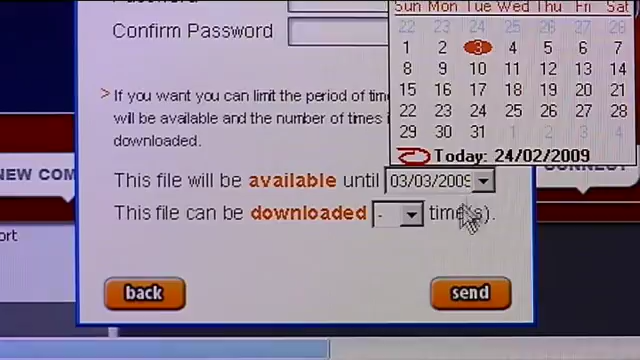 Password
Sun Mon Tue Wed Thu Fri Sat
22 23 24 25 26 27 28
1 2 3 4 5 6 7
8 9 10 11 12 13 14
15 16 17 18 19 20 21
22 23 24 25 26 27 28
29 30 31 1 2 3 4
Today: 24/02/2009
Confirm Password
> If you want you can limit the period of
will be available and the number of times
downloaded.
NEW COM
CONNECT
This file will be available until 03/03/2009
This file can be downloaded - time(s).
ort
back send